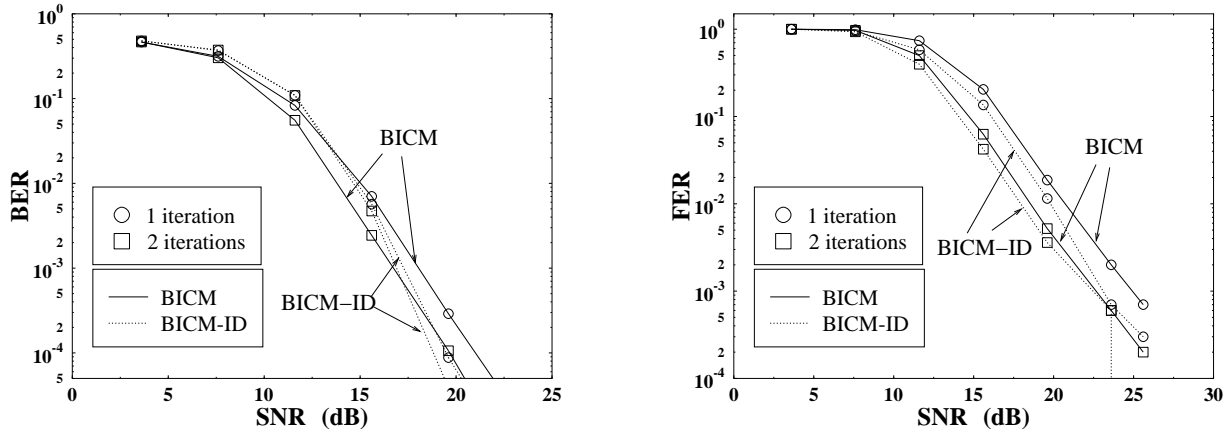 10^0
5
2
10^-1
5
2
10^-2
5
2
10^-3
5
2
10^-4
5
BER
0 5 10 15 20 25
SNR (dB)
BICM
BICM−ID
1 iteration
2 iterations
BICM
BICM-ID
10^0
5
2
10^-1
5
2
10^-2
5
2
10^-3
5
2
10^-4
FER
0 5 10 15 20 25 30
SNR (dB)
BICM
BICM−ID
1 iteration
2 iterations
BICM
BICM-ID